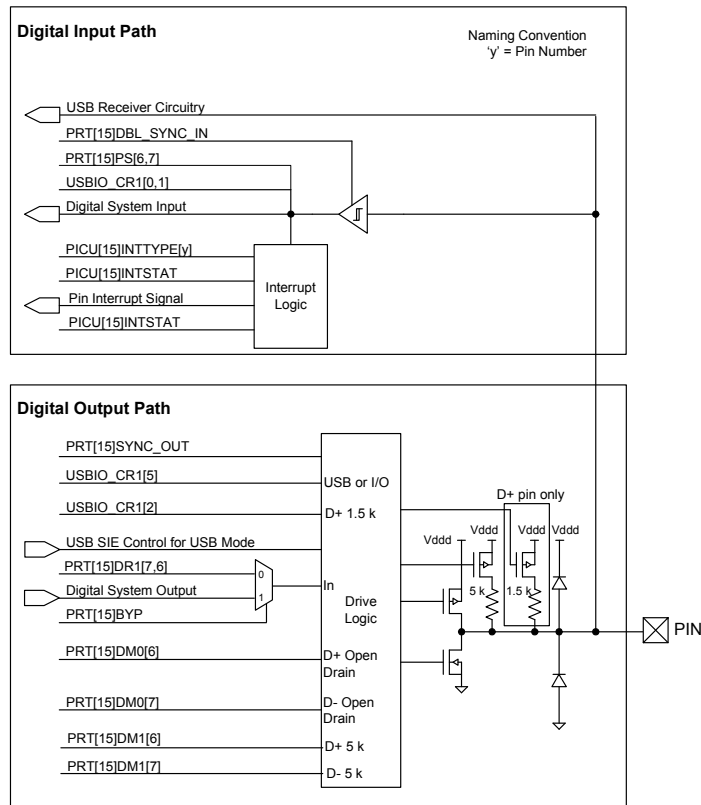 Digital Input Path
Naming Convention
'y' = Pin Number
USB Receiver Circuitry
PRT[15]DBL_SYNC_IN
PRT[15]PS[6,7]
USBIO_CR1[0,1]
Digital System Input
PICU[15]INTTYPE[y]
PICU[15]INTSTAT
Pin Interrupt Signal
PICU[15]INTSTAT
Interrupt
Logic
Digital Output Path
PRT[15]SYNC_OUT
USBIO_CR1[5]
USB or I/O
USBIO_CR1[2]
D+ 1.5 k
D+ pin only
Vddd
Vddd
Vddd
Vddd
USB SIE Control for USB Mode
PRT[15]DR1[7,6]
0
Digital System Output
1
In
5 k
1.5 k
PRT[15]BYP
Drive
Logic
PIN
PRT[15]DM0[6]
D+ Open
Drain
PRT[15]DM0[7]
D- Open
Drain
PRT[15]DM1[6]
D+ 5 k
PRT[15]DM1[7]
D- 5 k